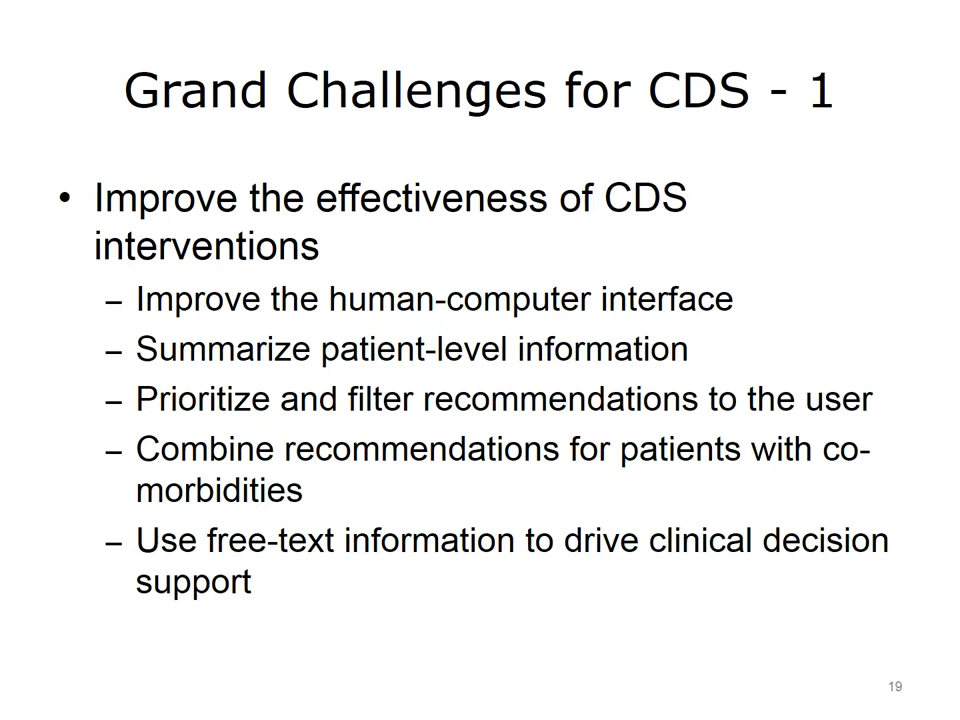 Grand Challenges for CDS - 1
• Improve the effectiveness of CDS
interventions
– Improve the human-computer interface
– Summarize patient-level information
– Prioritize and filter recommendations to the user
– Combine recommendations for patients with co-
morbidities
– Use free-text information to drive clinical decision
support
19